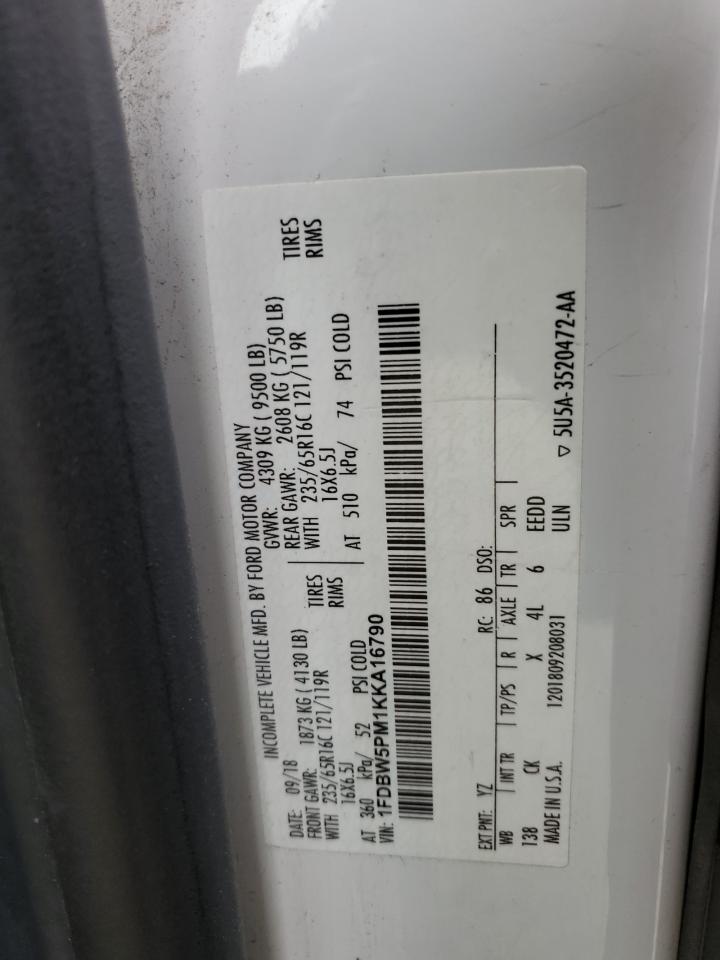 INCOMPLETE VEHICLE MFD. BY FORD MOTOR COMPANY
DATE: 09/18 GVWR: 4309 KG ( 9500 LB)
FRONT GAWR: 1873 KG ( 4130 LB) REAR GAWR: 2608 KG ( 5750 LB)
WITH 235/65R16C 121/119R TIRES WITH 235/65R16C 121/119R TIRES
16X6.5J RIMS 16X6.5J RIMS
AT 360 kPa/ 52 PSI COLD AT 510 kPa/ 74 PSI COLD
VIN: 1FDBW5PM1KKA16790
EXT PNT: YZ RC: 86 DSO:
WB INT TR TP/PS R AXLE TR SPR
138 CK X 4L 6 EEDD
MADE IN U.S.A. 1201809208031 ULN
▽ 5U5A-3520472-AA